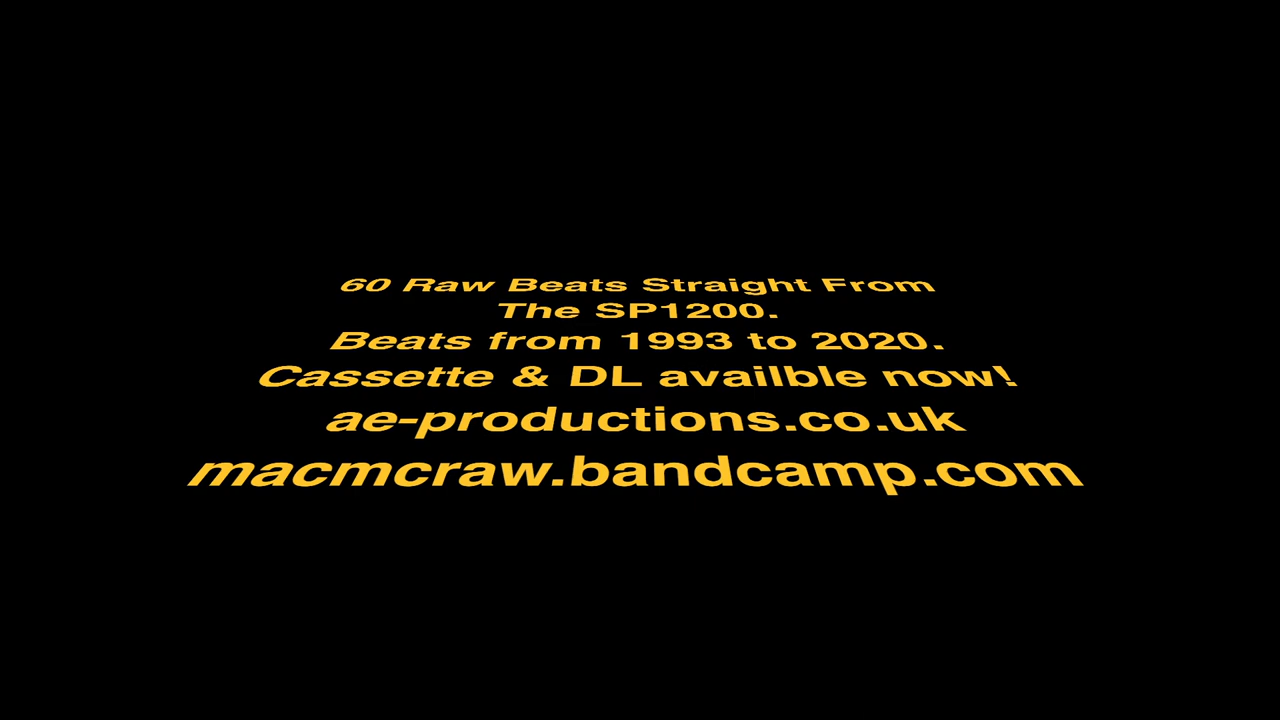 60 Raw Beats Straight From
The SP1200.
Beats from 1993 to 2020.
Cassette & DL availble now!
ae-productions.co.uk
macmcraw.bandcamp.com